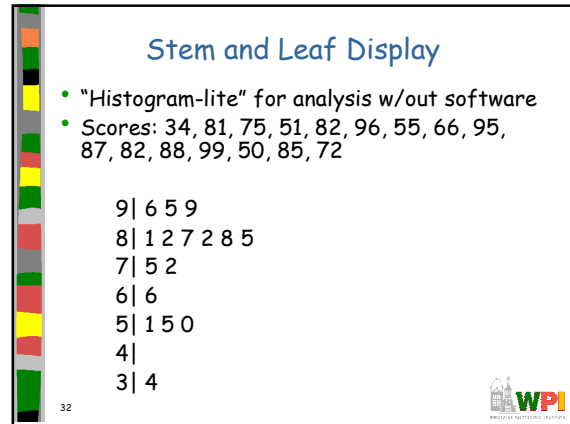 Stem and Leaf Display
• "Histogram-lite" for analysis w/out software
• Scores: 34, 81, 75, 51, 82, 96, 55, 66, 95,
87, 82, 88, 99, 50, 85, 72
9| 6 5 9
8| 1 2 7 2 8 5
7| 5 2
6| 6
5| 1 5 0
4|
3| 4
32
WPI